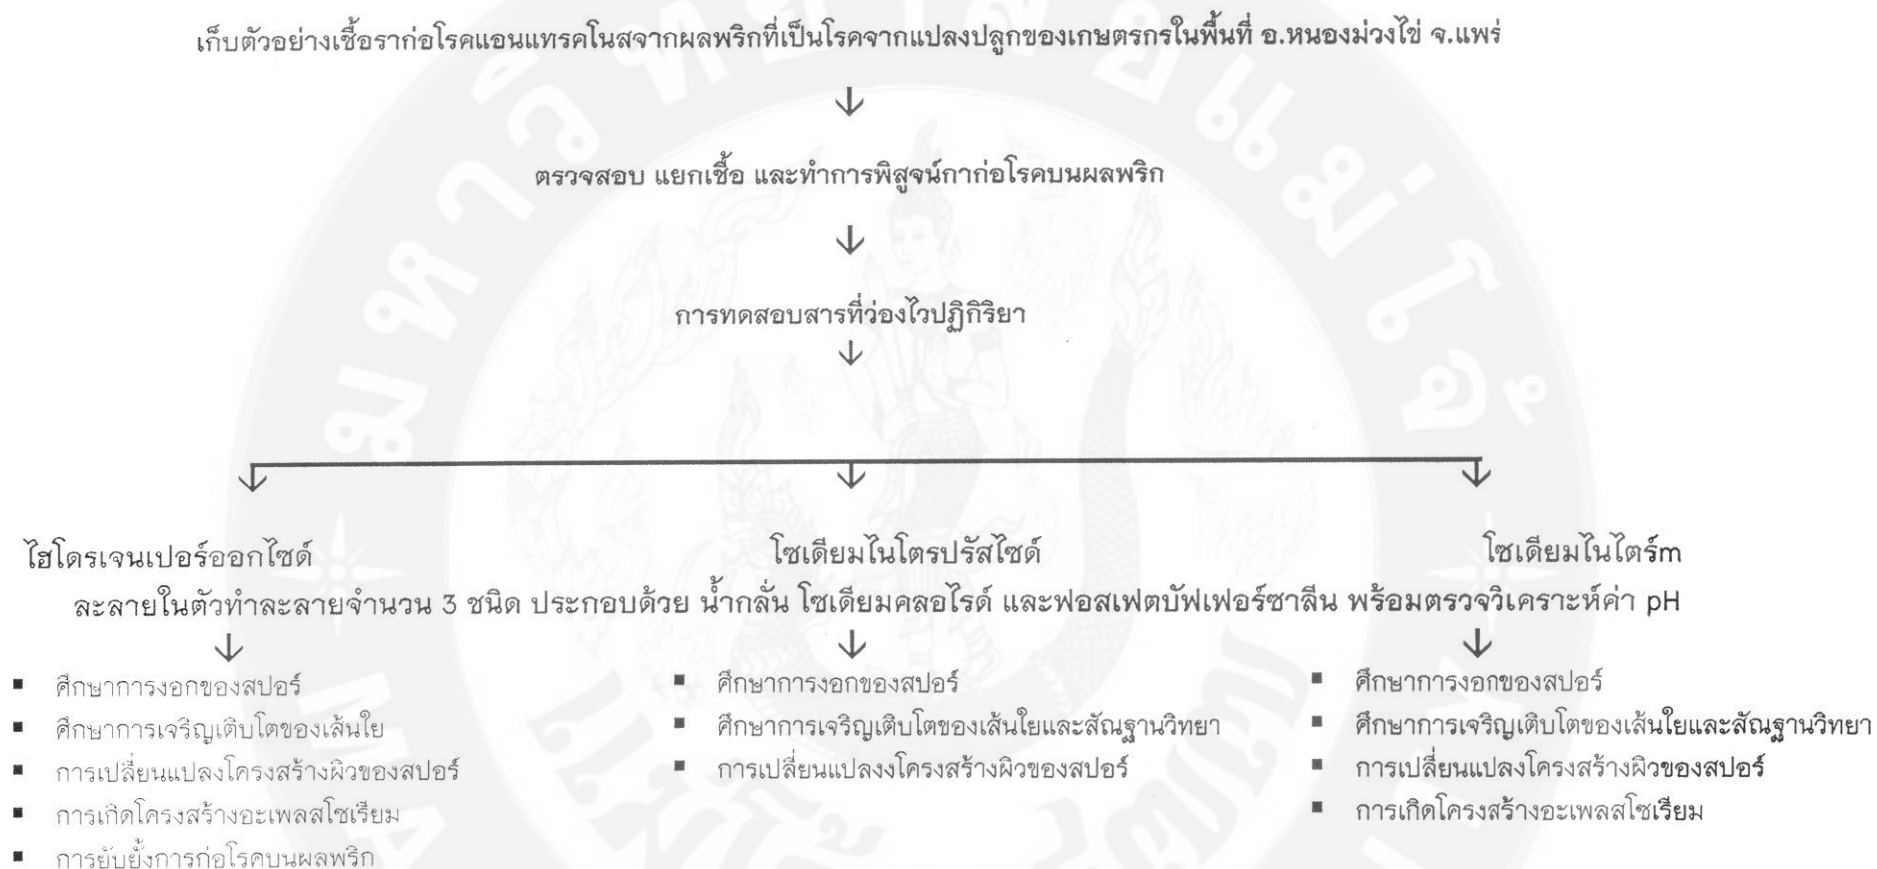 เก็บตัวอย่างเชื้อราก่อโรคแอนแทรคโนสจากผลพริกที่เป็นโรคจากแปลงปลูกของเกษตรกรในพื้นที่ อ.หนองม่วงไข่ จ.แพร่
ตรวจสอบ แยกเชื้อ และทำการพิสูจน์กาก่อโรคบนผลพริก
การทดสอบสารที่ว่องไวปฏิกิริยา
ไฮโดรเจนเปอร์ออกไซด์ โซเดียมไนโตรปรัสไซด์ โซเดียมไนไตร์m
ละลายในตัวทำละลายจำนวน 3 ชนิด ประกอบด้วย น้ำกลั่น โซเดียมคลอไรด์ และฟอสเฟตบัฟเฟอร์ซาลีน พร้อมตรวจวิเคราะห์ค่า pH
▪ ศึกษาการงอกของสปอร์
▪ ศึกษาการเจริญเติบโตของเส้นใย
▪ การเปลี่ยนแปลงโครงสร้างผิวของสปอร์
▪ การเกิดโครงสร้างอะเพลสโซเรียม
▪ การยับยั้งการก่อโรคบนผลพริก
▪ ศึกษาการงอกของสปอร์
▪ ศึกษาการเจริญเติบโตของเส้นใยและสัณฐานวิทยา
▪ การเปลี่ยนแปลงงโครงสร้างผิวของสปอร์
▪ ศึกษาการงอกของสปอร์
▪ ศึกษาการเจริญเติบโตของเส้นใยและสัณฐานวิทยา
▪ การเปลี่ยนแปลงโครงสร้างผิวของสปอร์
▪ การเกิดโครงสร้างอะเพลสโซเรียม
มหาวิทยาลัยแม่โจ้